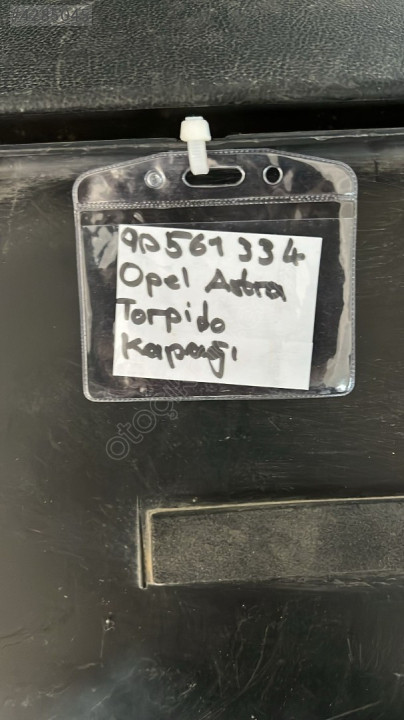 90561334
Opel Astra
Torpido
Kapağı